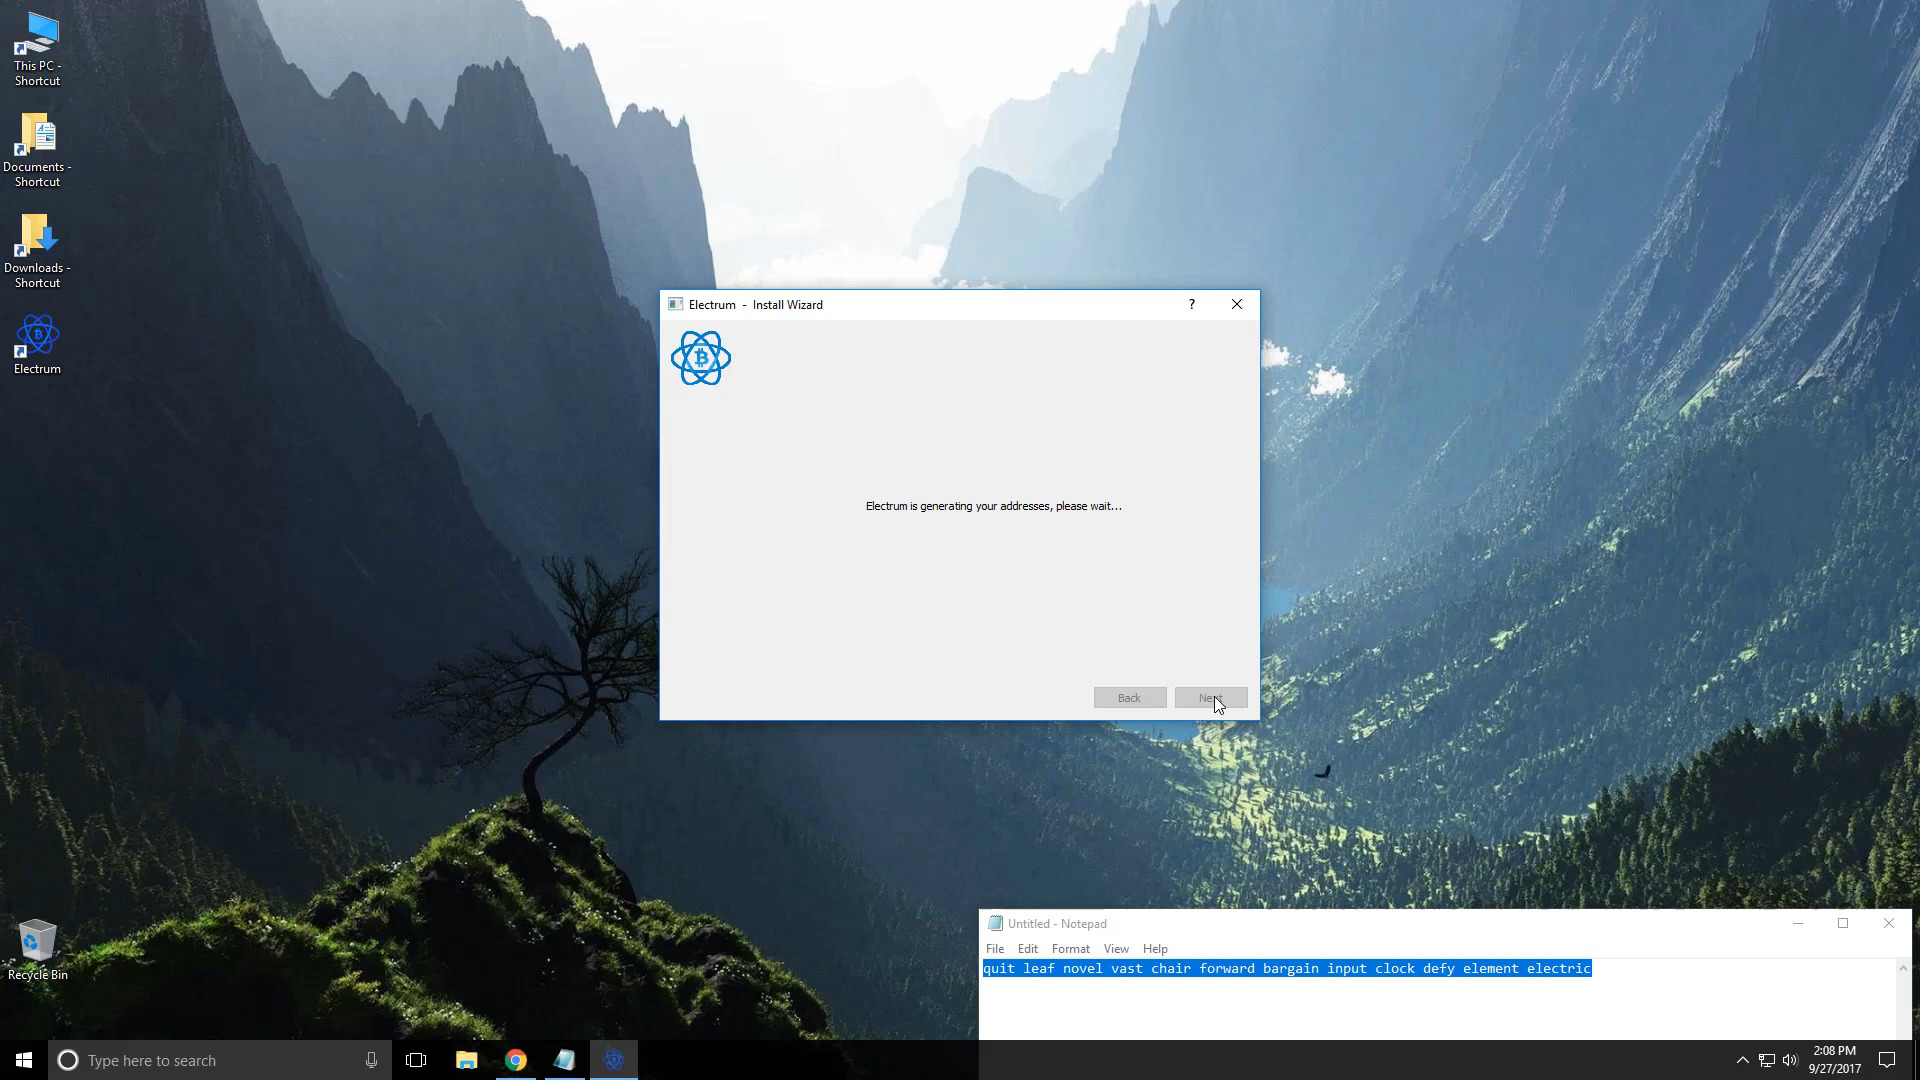 This PC -
Shortcut
Documents -
Shortcut
Downloads -
Shortcut
Electrum
Recycle Bin
Electrum - Install Wizard
?
Electrum is generating your addresses, please wait...
Back
Next
Untitled - Notepad
File Edit Format View Help
quit leaf novel vast chair forward bargain input clock defy element electric
Type here to search
2:08 PM
9/27/2017